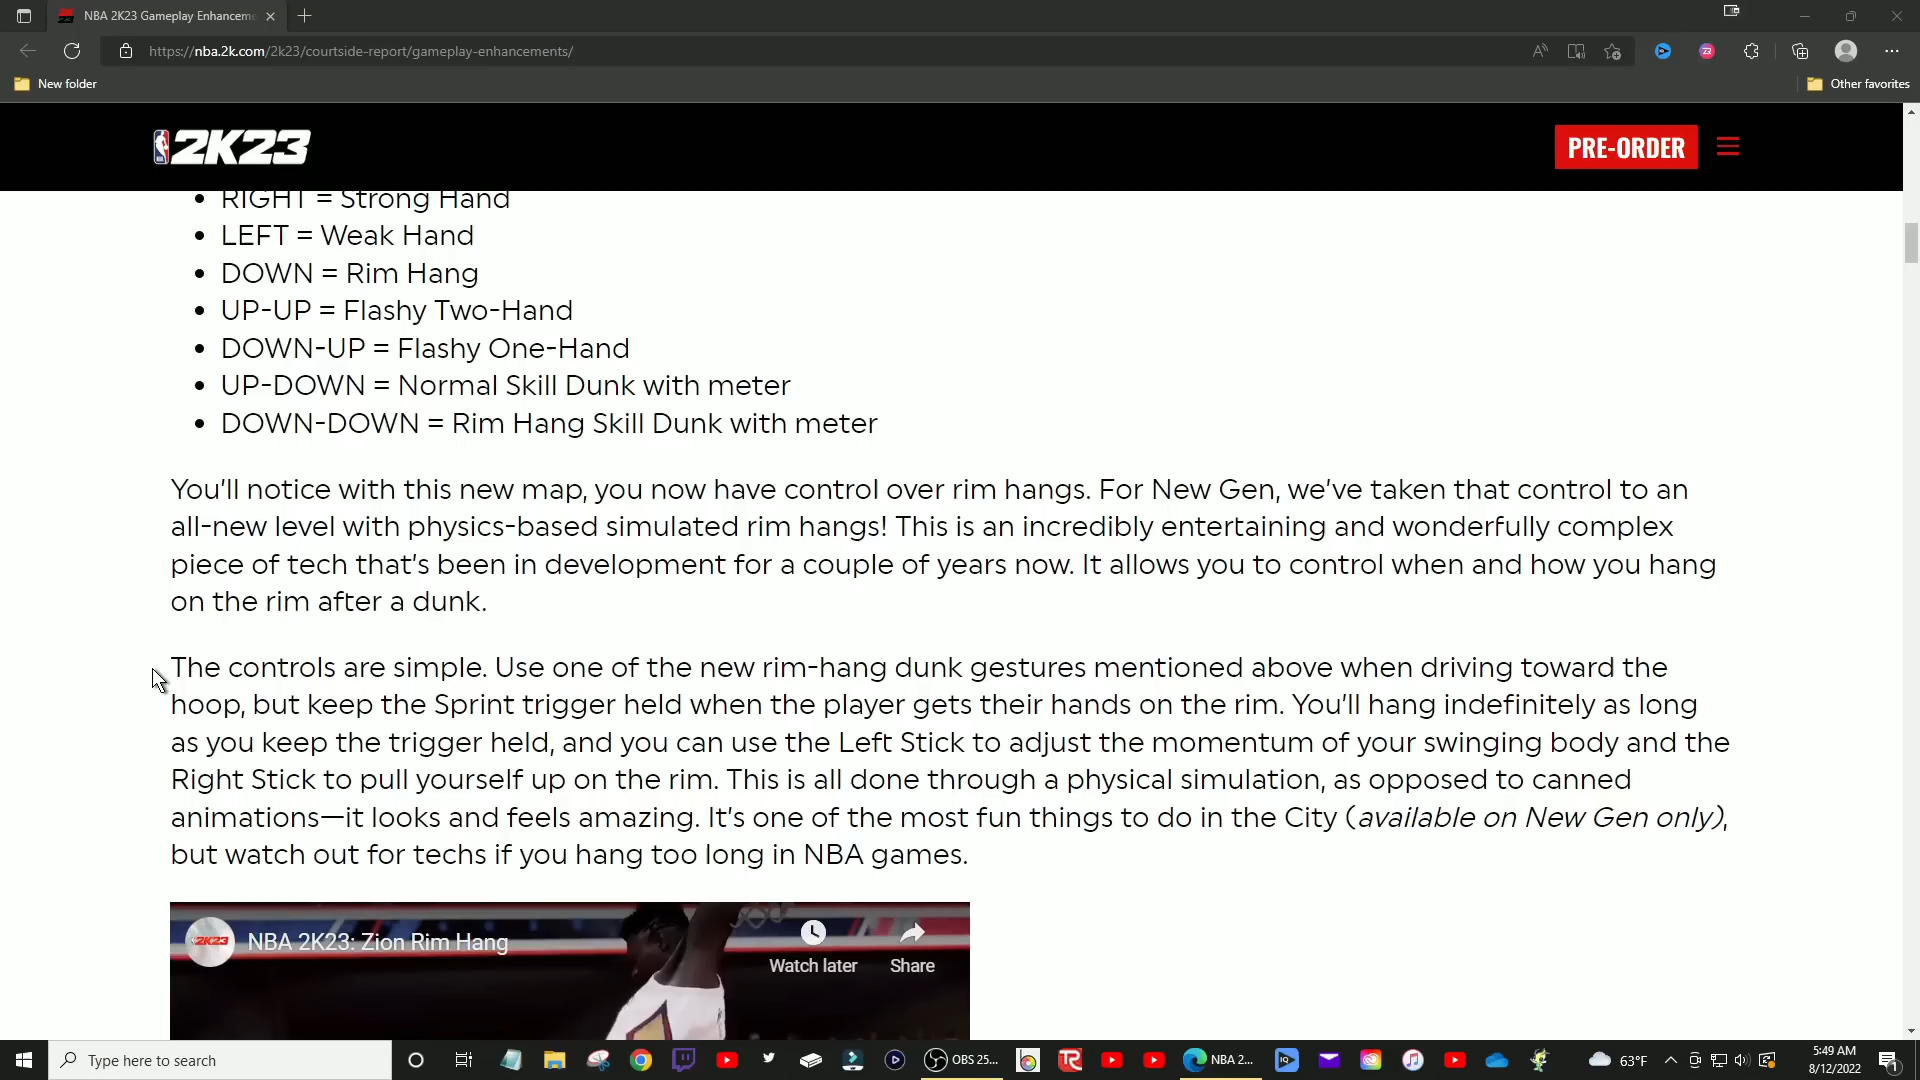 NBA 2K23 Gameplay Enhancem
https://nba.2k.com/2k23/courtside-report/gameplay-enhancements/
New folder
Other favorites
2K23
PRE-ORDER
• RIGHT = Strong Hand
• LEFT = Weak Hand
• DOWN = Rim Hang
• UP-UP = Flashy Two-Hand
• DOWN-UP = Flashy One-Hand
• UP-DOWN = Normal Skill Dunk with meter
• DOWN-DOWN = Rim Hang Skill Dunk with meter
You'll notice with this new map, you now have control over rim hangs. For New Gen, we've taken that control to an
all-new level with physics-based simulated rim hangs! This is an incredibly entertaining and wonderfully complex
piece of tech that's been in development for a couple of years now. It allows you to control when and how you hang
on the rim after a dunk.
The controls are simple. Use one of the new rim-hang dunk gestures mentioned above when driving toward the
hoop, but keep the Sprint trigger held when the player gets their hands on the rim. You'll hang indefinitely as long
as you keep the trigger held, and you can use the Left Stick to adjust the momentum of your swinging body and the
Right Stick to pull yourself up on the rim. This is all done through a physical simulation, as opposed to canned
animations—it looks and feels amazing. It's one of the most fun things to do in the City (available on New Gen only),
but watch out for techs if you hang too long in NBA games.
2K23
NBA 2K23: Zion Rim Hang
Watch later
Share
Type here to search
OBS 25...
NBA 2...
63°F
5:49 AM
8/12/2022
1